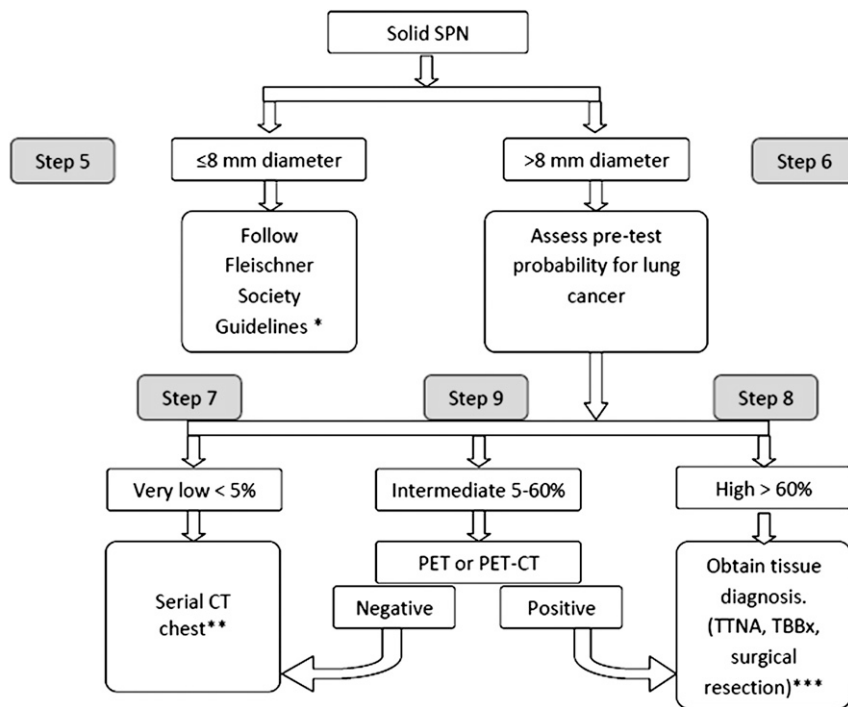 Solid SPN
Step 5
≤8 mm diameter
>8 mm diameter
Step 6
Follow
Fleischner
Society
Guidelines *
Assess pre-test
probability for lung
cancer
Step 7
Step 9
Step 8
Very low < 5%
Intermediate 5-60%
High > 60%
Serial CT
chest**
PET or PET-CT
Negative
Positive
Obtain tissue
diagnosis.
(TTNA, TBBx,
surgical
resection)***